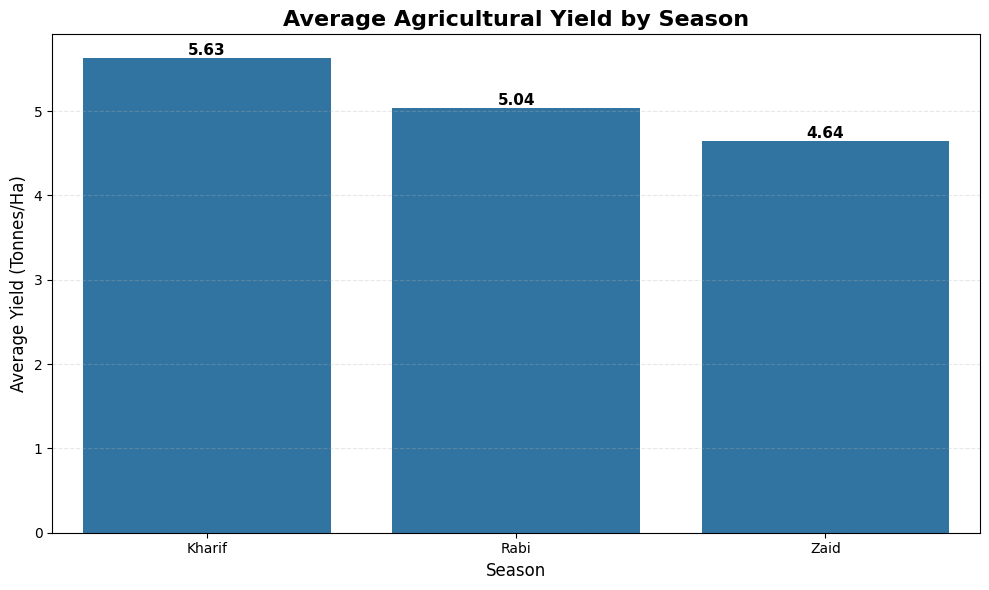 Average Agricultural Yield by Season
5.63
5.04
4.64
Average Yield (Tonnes/Ha)
5
4
3
2
1
0
Kharif
Rabi
Zaid
Season